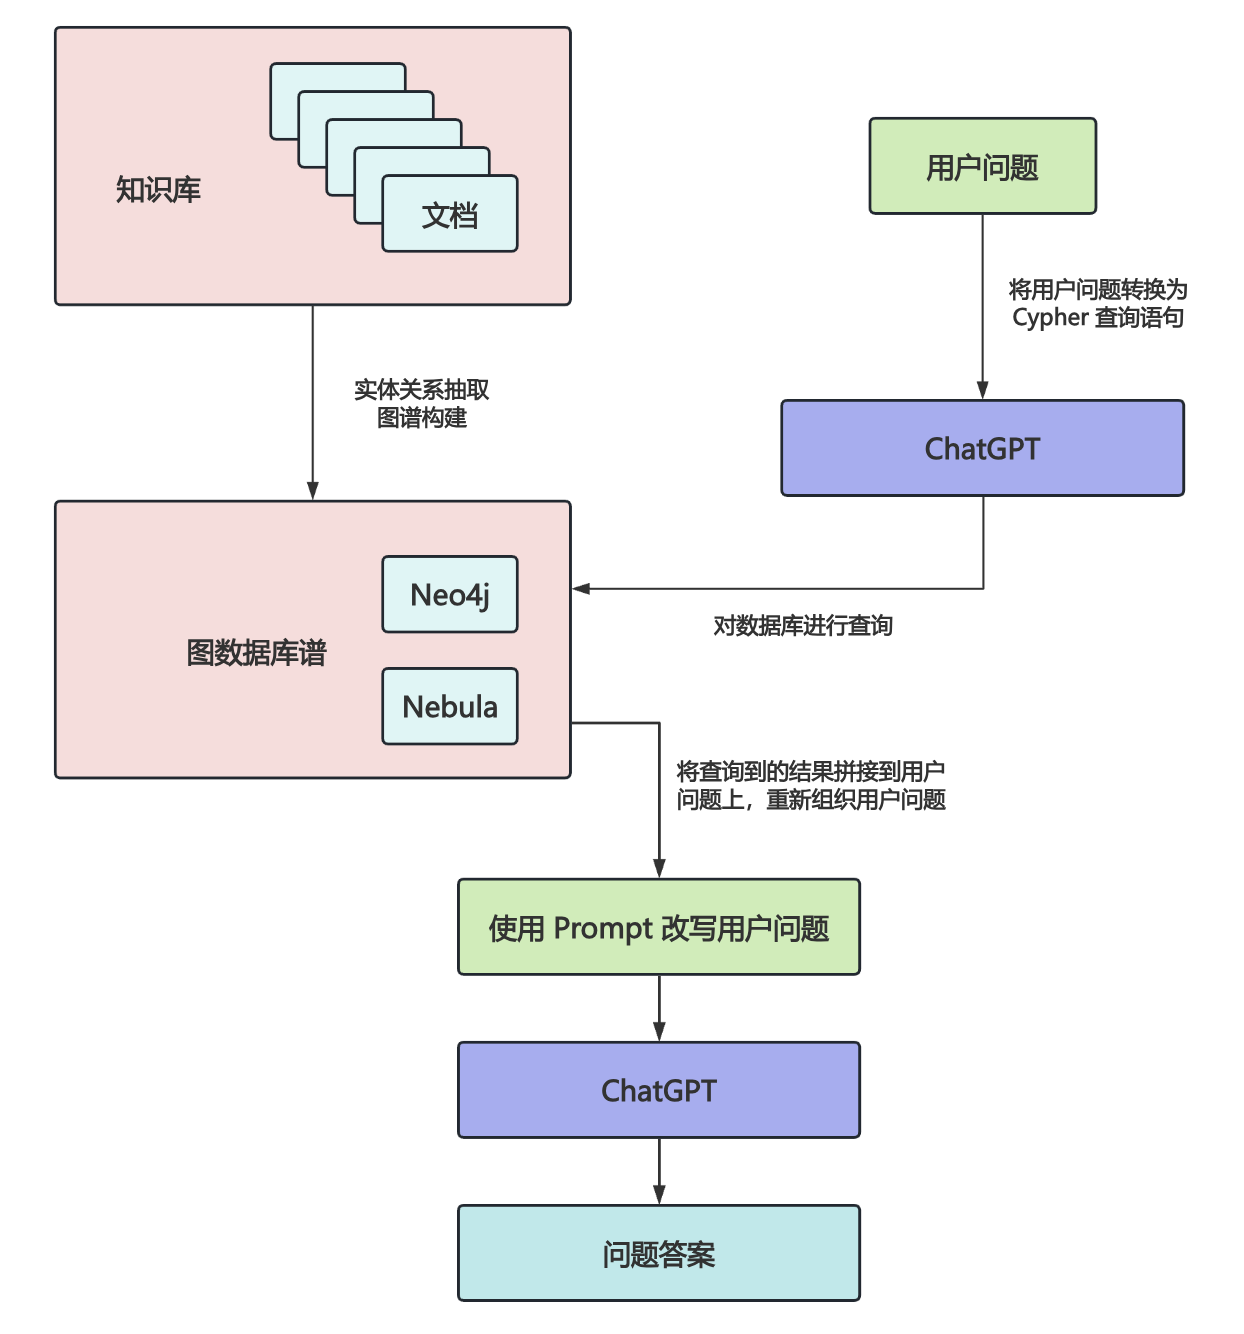 知识库
文档
用户问题
将用户问题转换为
Cypher 查询语句
实体关系抽取
图谱构建
ChatGPT
Neo4j
图数据库谱
Nebula
对数据库进行查询
将查询到的结果拼接到用户
问题上，重新组织用户问题
使用 Prompt 改写用户问题
ChatGPT
问题答案